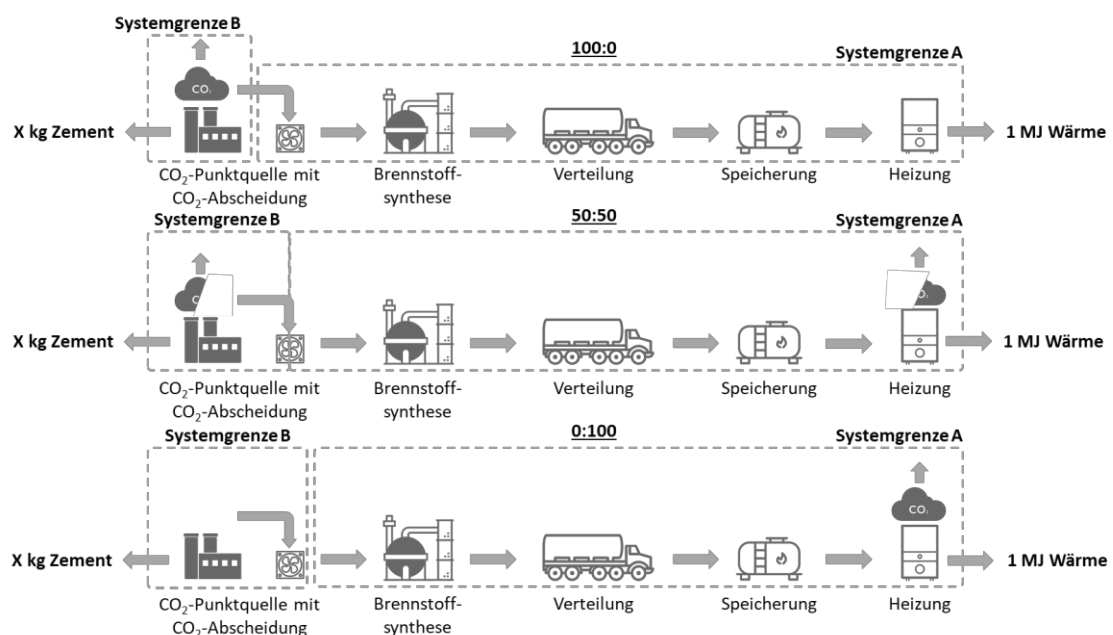 Systemgrenze B
100:0
Systemgrenze A
CO₂
X kg Zement
1 MJ Wärme
CO₂-Punktquelle mit
CO₂-Abscheidung
Brennstoff-
synthese
Verteilung
Speicherung
Heizung
Systemgrenze B
50:50
Systemgrenze A
X kg Zement
1 MJ Wärme
CO₂-Punktquelle mit
CO₂-Abscheidung
Brennstoff-
synthese
Verteilung
Speicherung
Heizung
Systemgrenze B
0:100
Systemgrenze A
CO₂
X kg Zement
1 MJ Wärme
CO₂-Punktquelle mit
CO₂-Abscheidung
Brennstoff-
synthese
Verteilung
Speicherung
Heizung